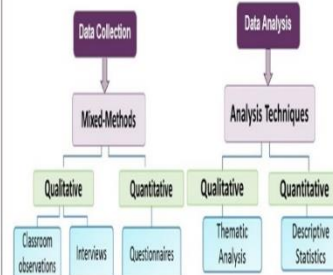 Data Collection
Data Analysis
Mixed-Methods
Analysis Techniques
Qualitative
Quantitative
Qualitative
Quantitative
Classroom
observations
Interviews
Questionnaires
Thematic
Analysis
Descriptive
Statistics